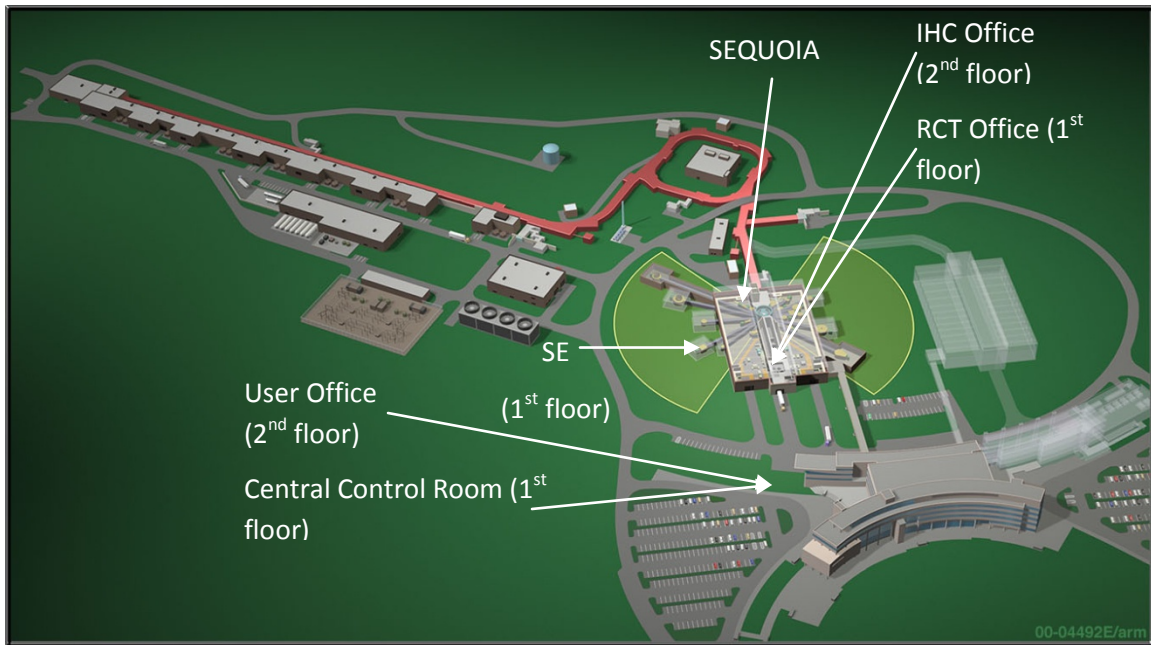 SEQUOIA
IHC Office
(2nd floor)
RCT Office (1st
floor)
SE
(1st floor)
User Office
(2nd floor)
Central Control Room (1st
floor)
00-04492E/arm